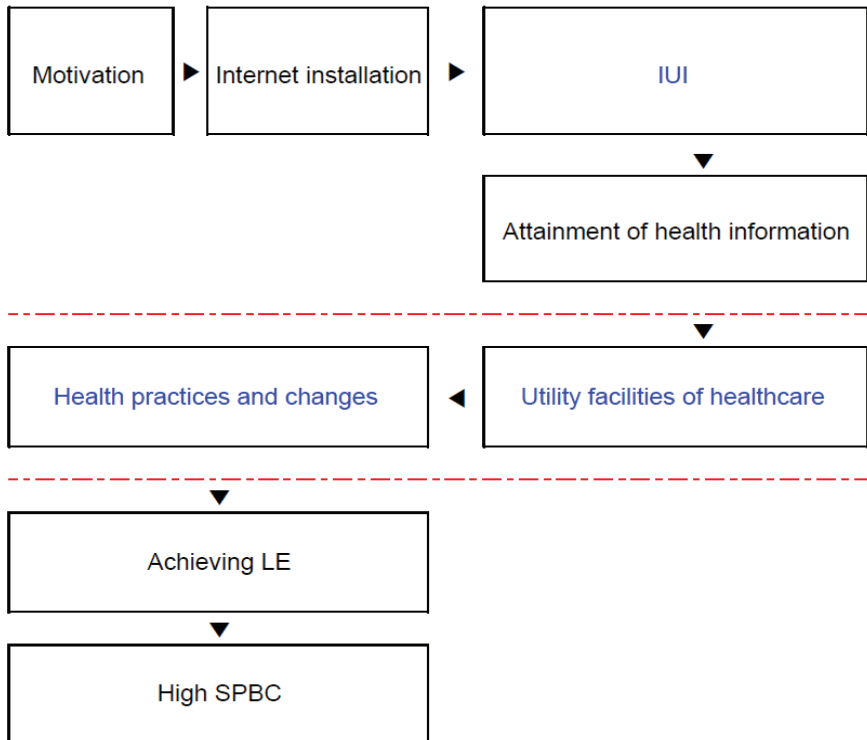 Motivation
Internet installation
IUI
Attainment of health information
Utility facilities of healthcare
Health practices and changes
Achieving LE
High SPBC